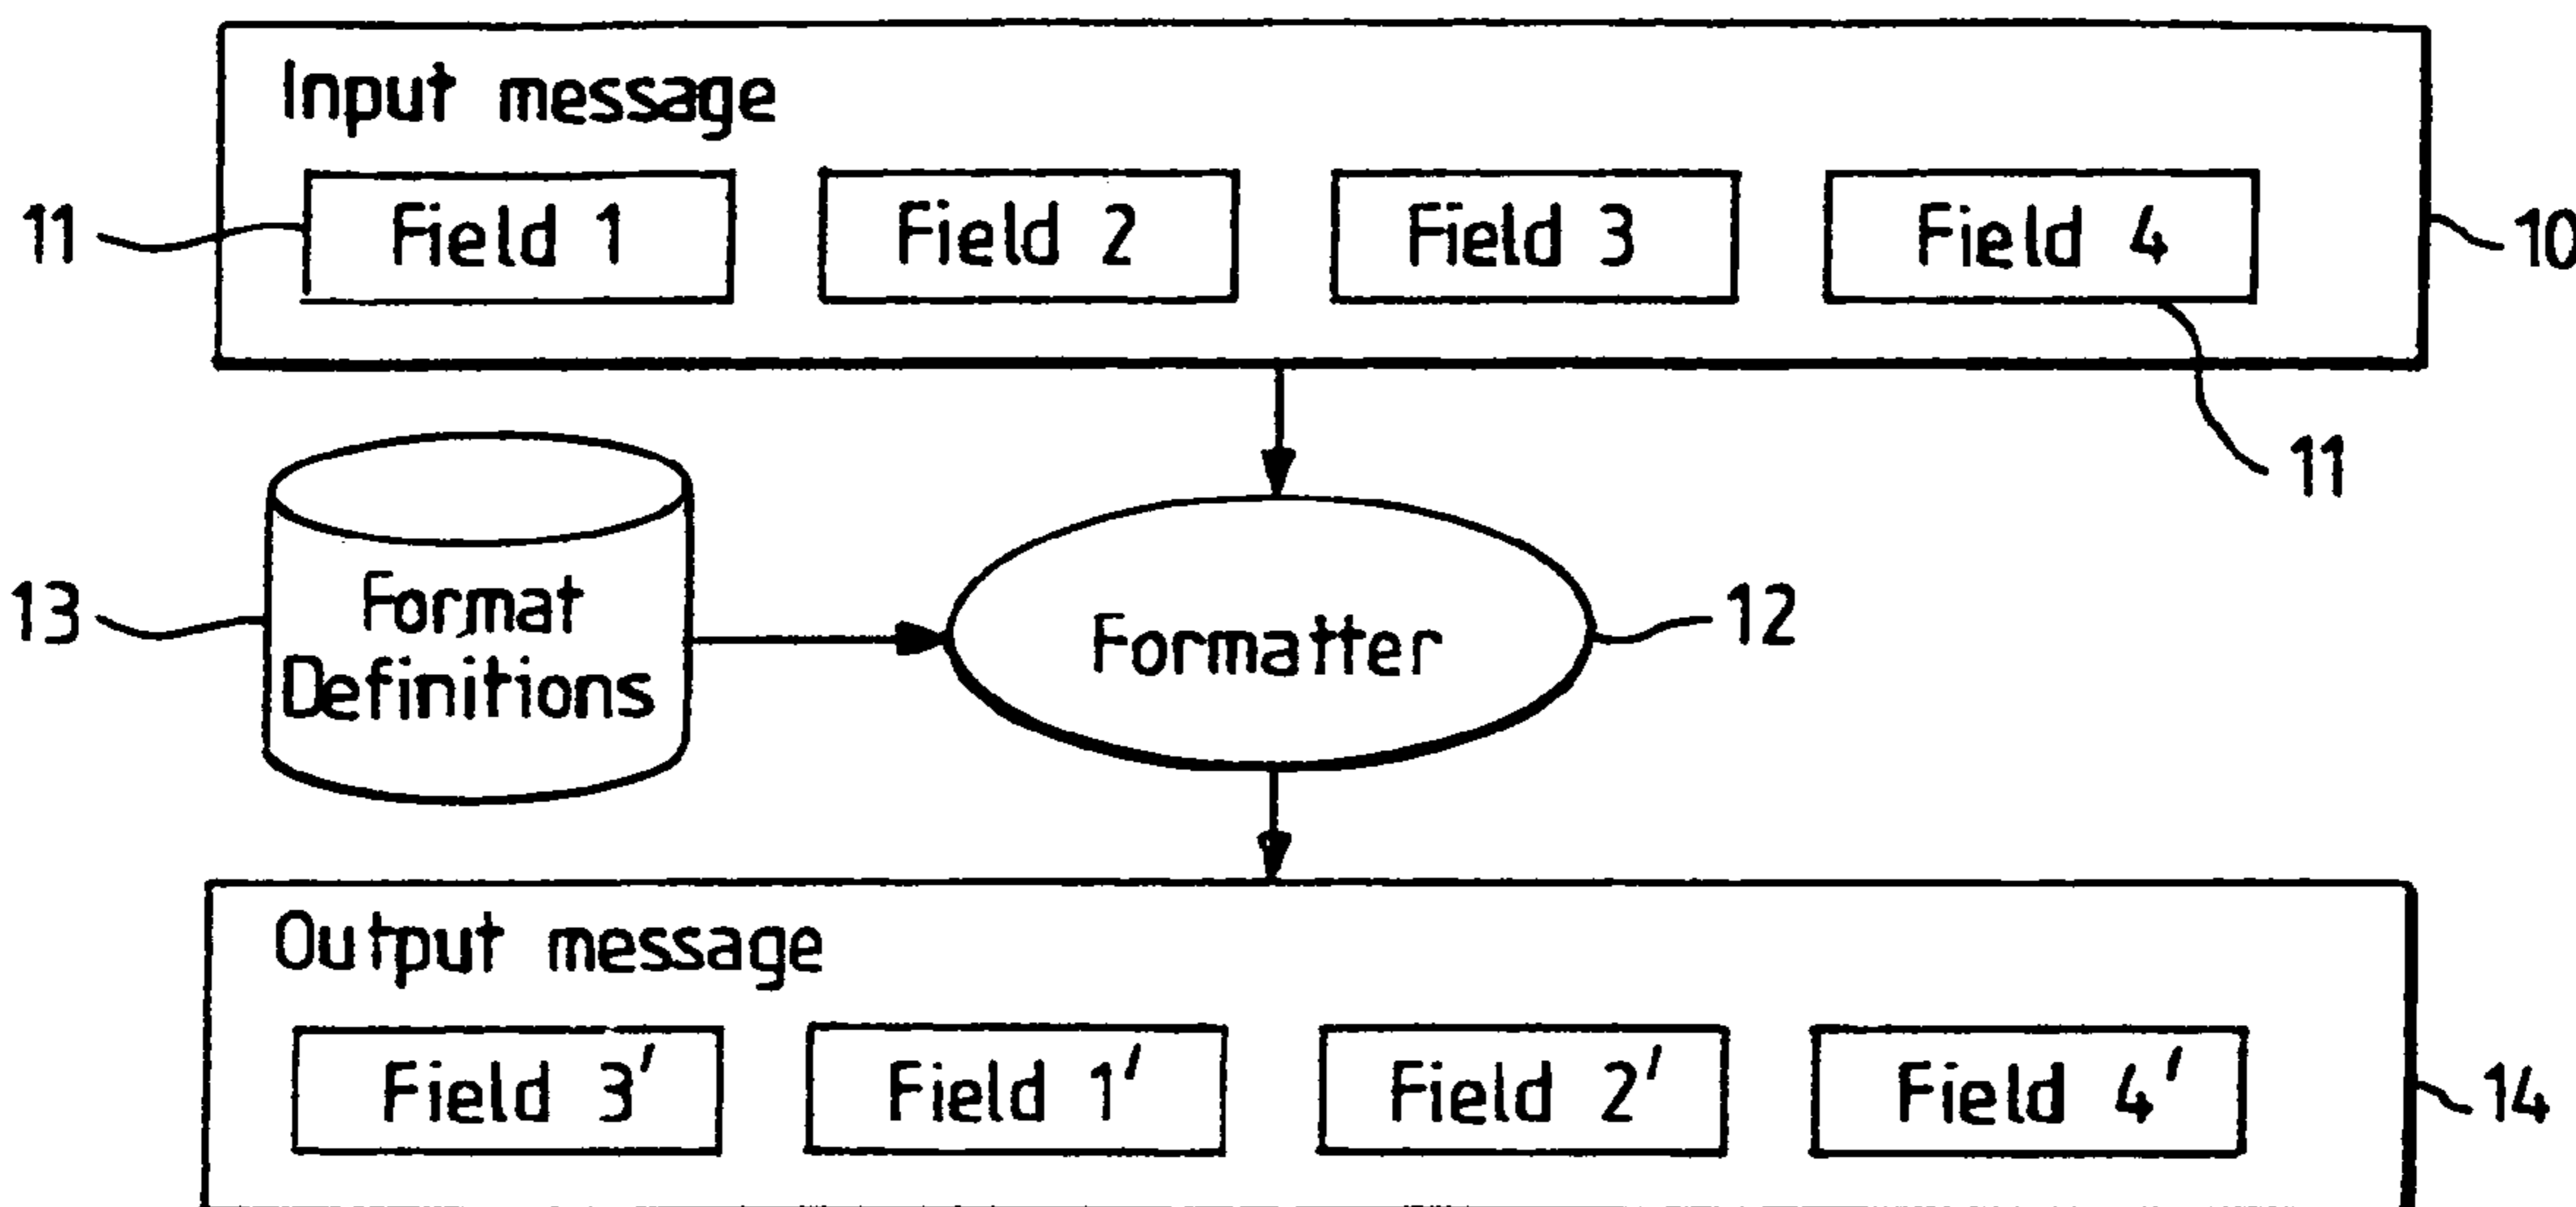 Input message
11 Field 1 Field 2 Field 3 Field 4 10
11
Format
Definitions
13 Formatter 12
Output message
Field 3′ Field 1′ Field 2′ Field 4′ 14